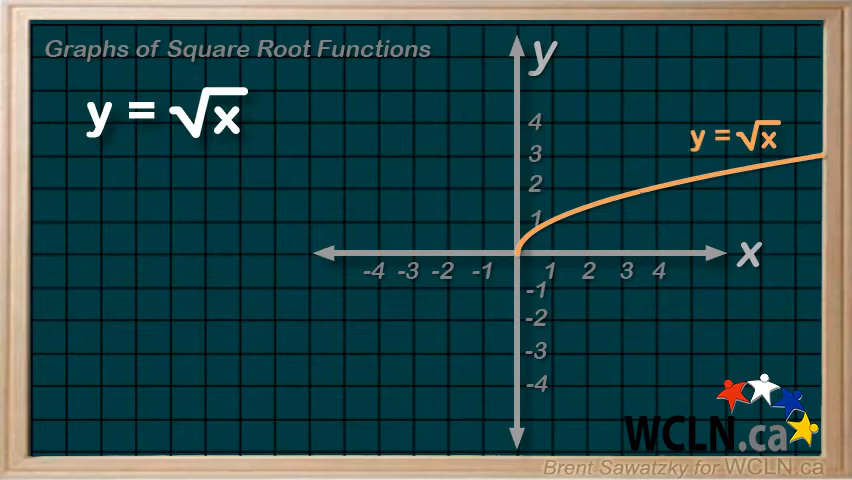 Graphs of Square Root Functions
y = √x
y
4
3
2
1
y = √x
-4 -3 -2 -1 1 2 3 4
x
-1
-2
-3
-4
WCLN.ca
Brent Sawatzky for WCLN.ca